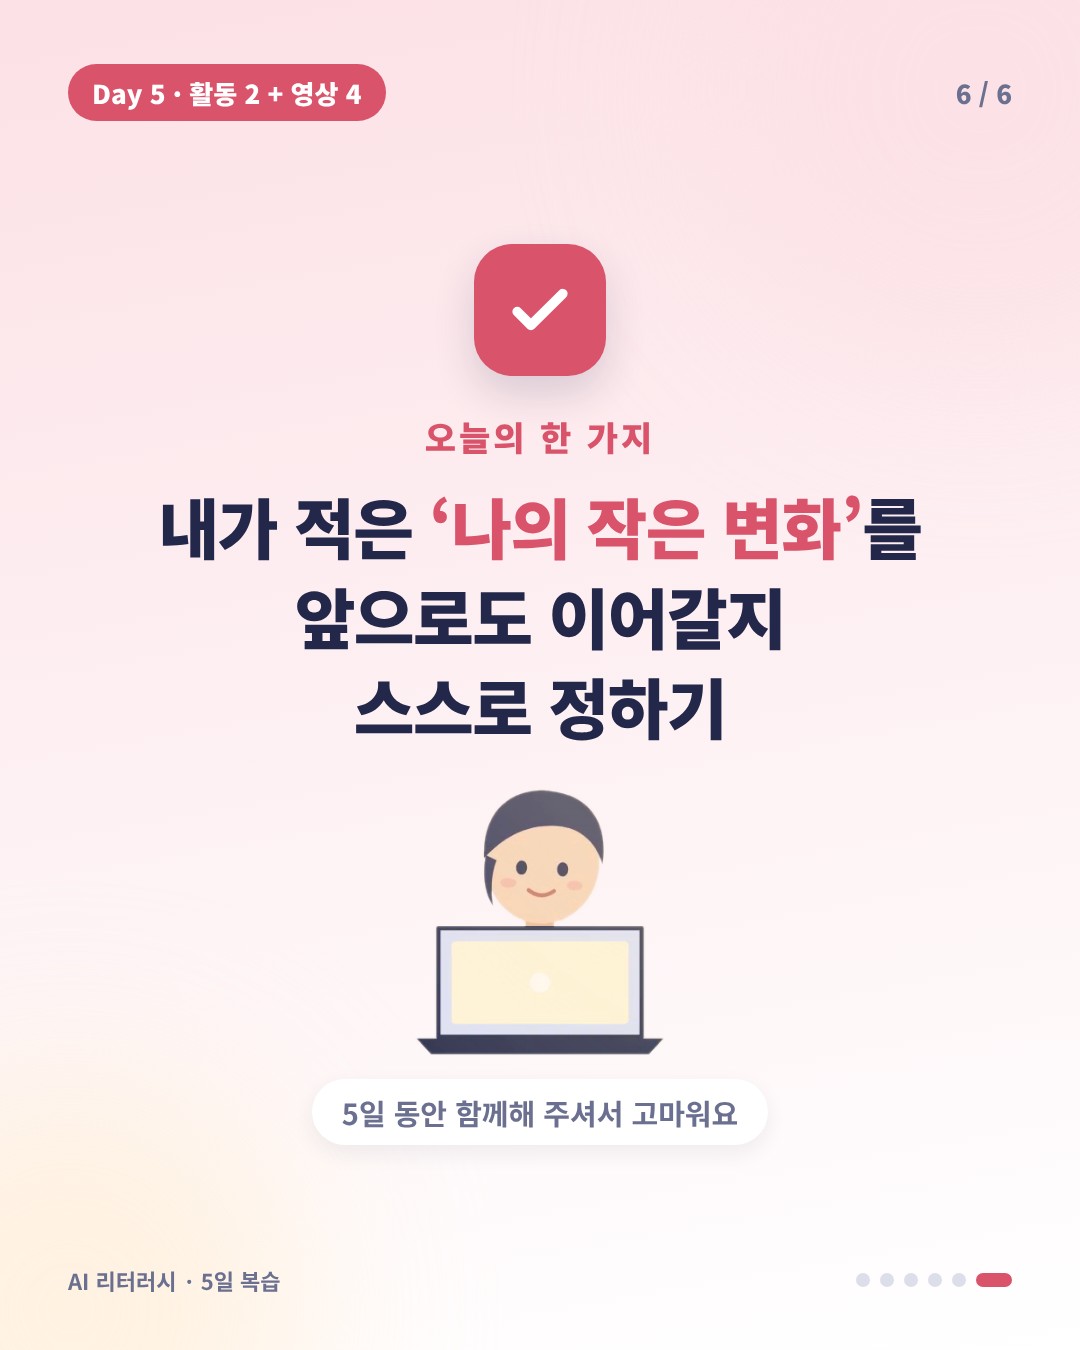 Day 5 · 활동 2 + 영상 4
6 / 6
오늘의 한 가지
내가 적은 ‘나의 작은 변화’를
앞으로도 이어갈지
스스로 정하기
5일 동안 함께해 주셔서 고마워요
AI 리터러시 · 5일 복습